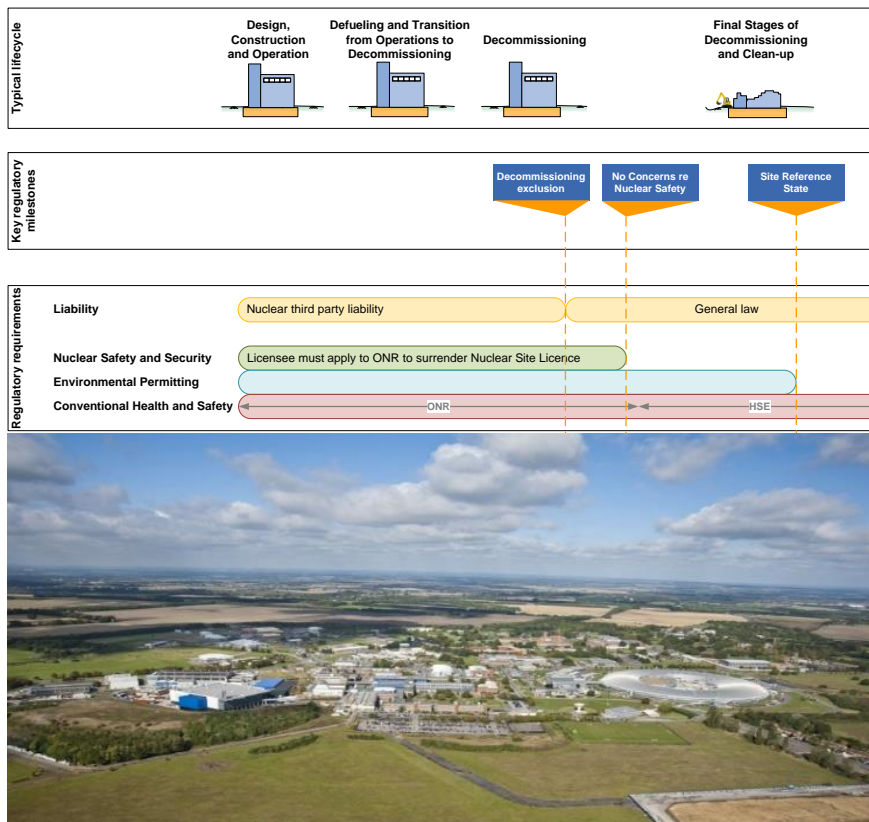 Typical lifecycle
Design,
Construction
and Operation
Defueling and Transition
from Operations to
Decommissioning
Decommissioning
Final Stages of
Decommissioning
and Clean-up
Key regulatory
milestones
Decommissioning
exclusion
No Concerns re
Nuclear Safety
Site Reference
State
Regulatory requirements
Liability
Nuclear third party liability
General law
Nuclear Safety and Security
Licensee must apply to ONR to surrender Nuclear Site Licence
Environmental Permitting
Conventional Health and Safety
ONR
HSE